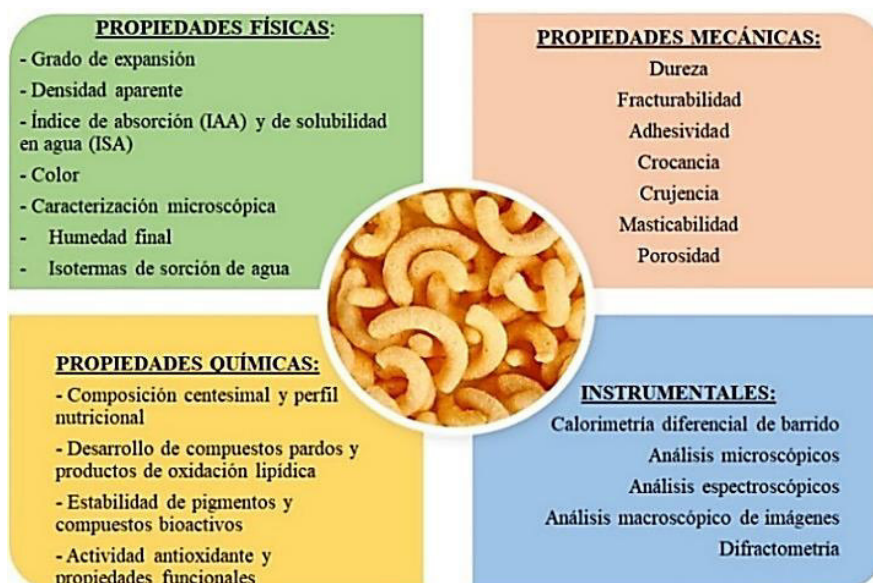 PROPIEDADES FÍSICAS:
- Grado de expansión
- Densidad aparente
- Índice de absorción (IAA) y de solubilidad
en agua (ISA)
- Color
- Caracterización microscópica
- Humedad final
- Isotermas de sorción de agua
PROPIEDADES MECÁNICAS:
Dureza
Fracturabilidad
Adhesividad
Crocancia
Crujencia
Masticabilidad
Porosidad
PROPIEDADES QUÍMICAS:
- Composición centesimal y perfil
nutricional
- Desarrollo de compuestos pardos y
productos de oxidación lipídica
- Estabilidad de pigmentos y
compuestos bioactivos
- Actividad antioxidante y
propiedades funcionales
INSTRUMENTALES:
Calorimetría diferencial de barrido
Análisis microscópicos
Análisis espectroscópicos
Análisis macroscópico de imágenes
Difractometría